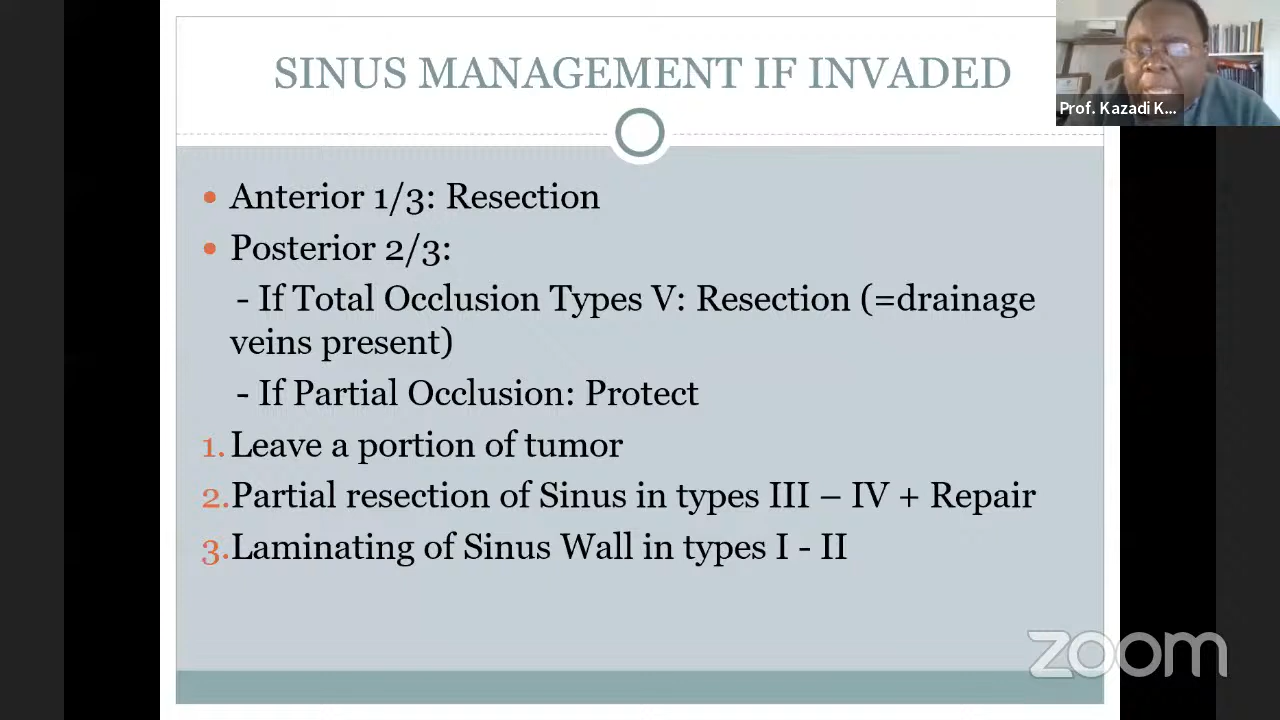 SINUS MANAGEMENT IF INVADED
Prof. Kazadi K...
• Anterior 1/3: Resection
• Posterior 2/3:
- If Total Occlusion Types V: Resection (=drainage
veins present)
- If Partial Occlusion: Protect
1. Leave a portion of tumor
2. Partial resection of Sinus in types III – IV + Repair
3. Laminating of Sinus Wall in types I - II
zoom